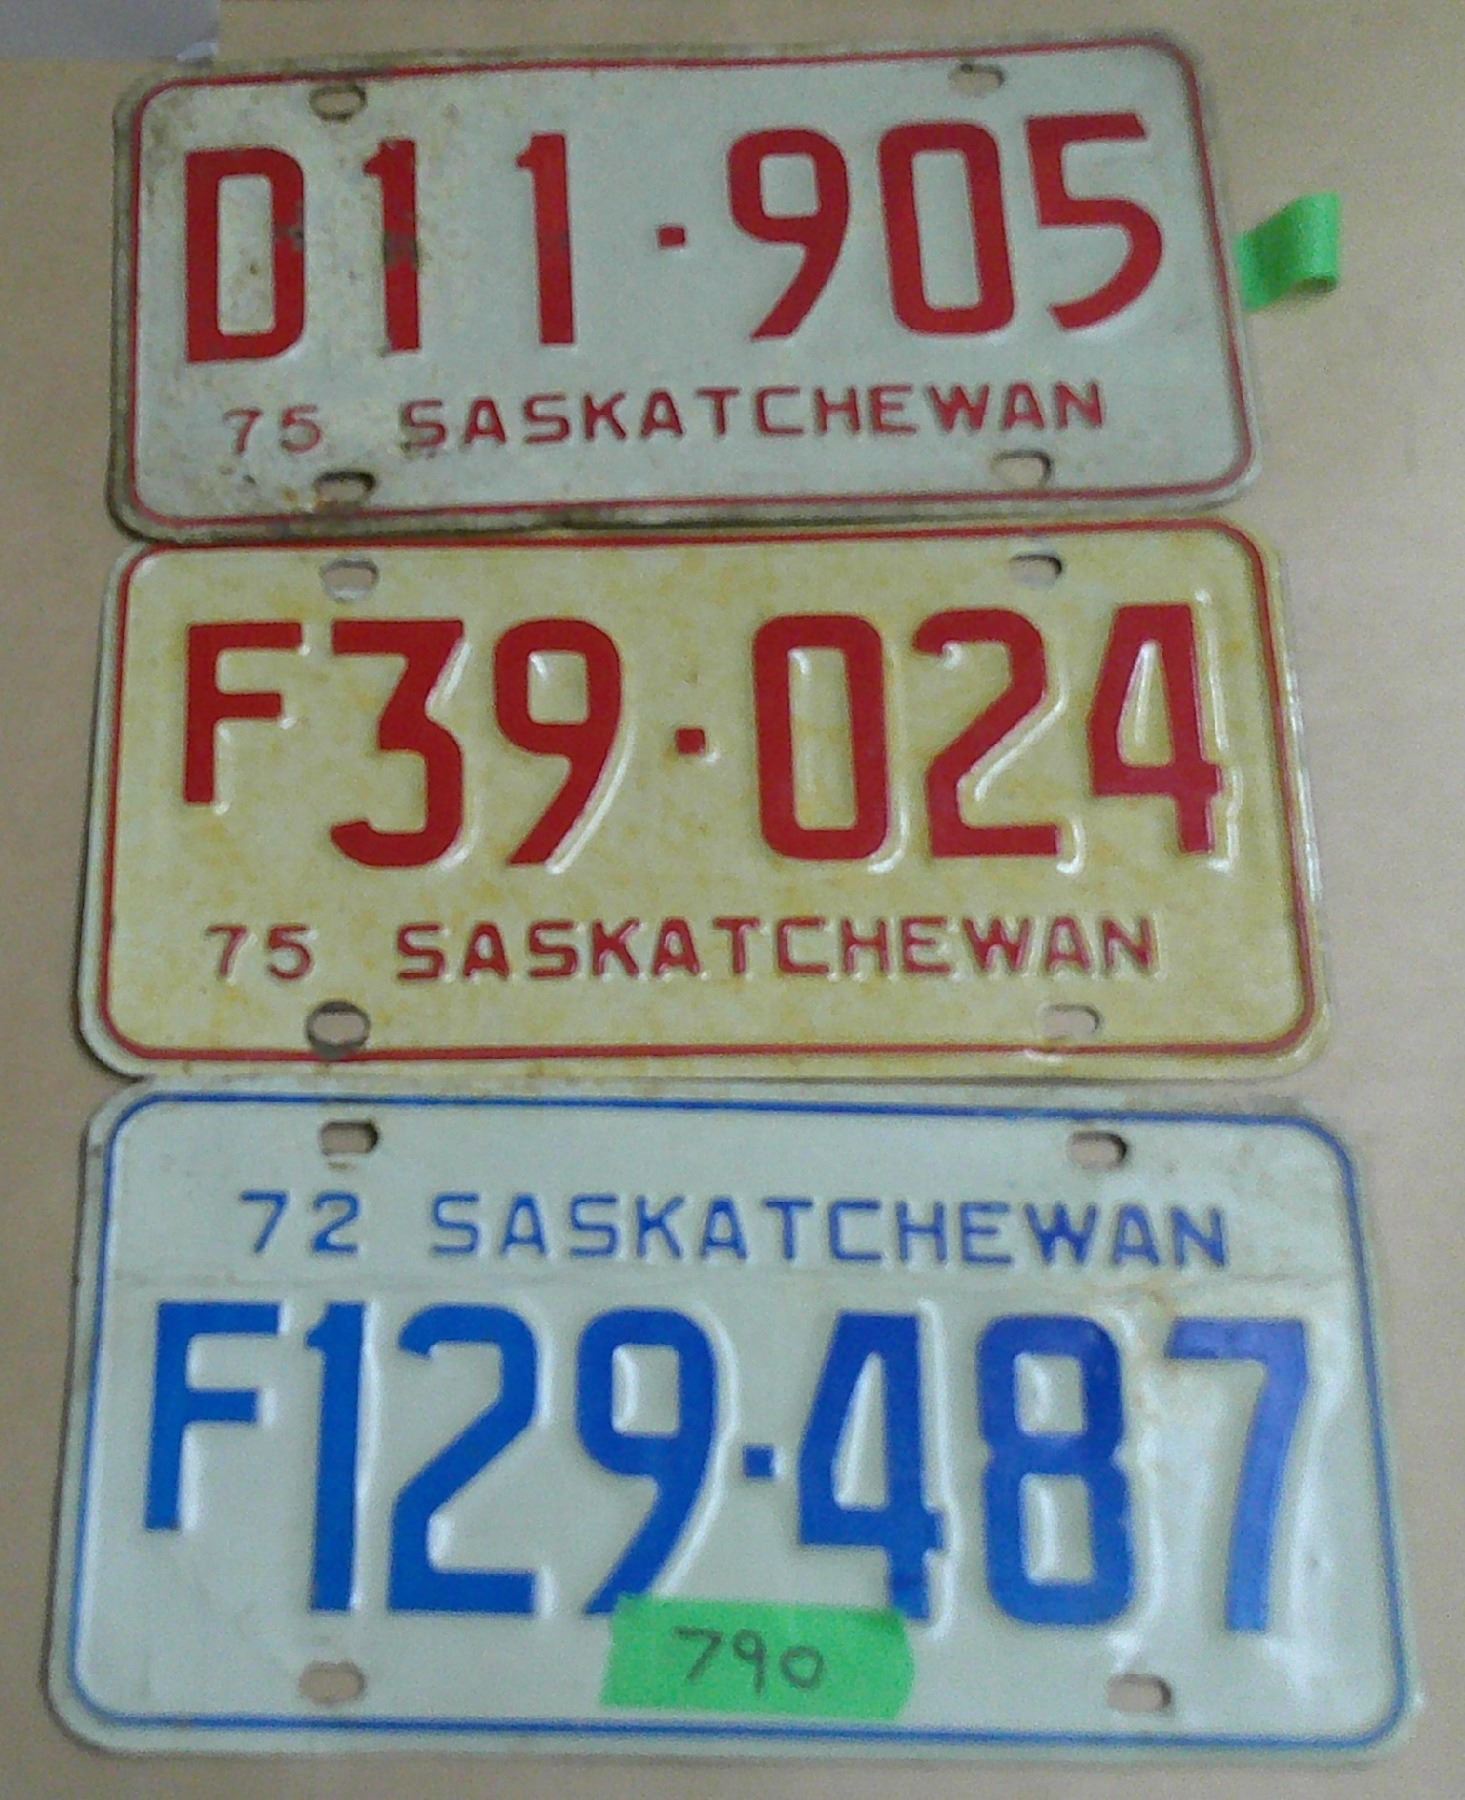 D11·905
75 SASKATCHEWAN
F39·024
75 SASKATCHEWAN
72 SASKATCHEWAN
F129·487
790